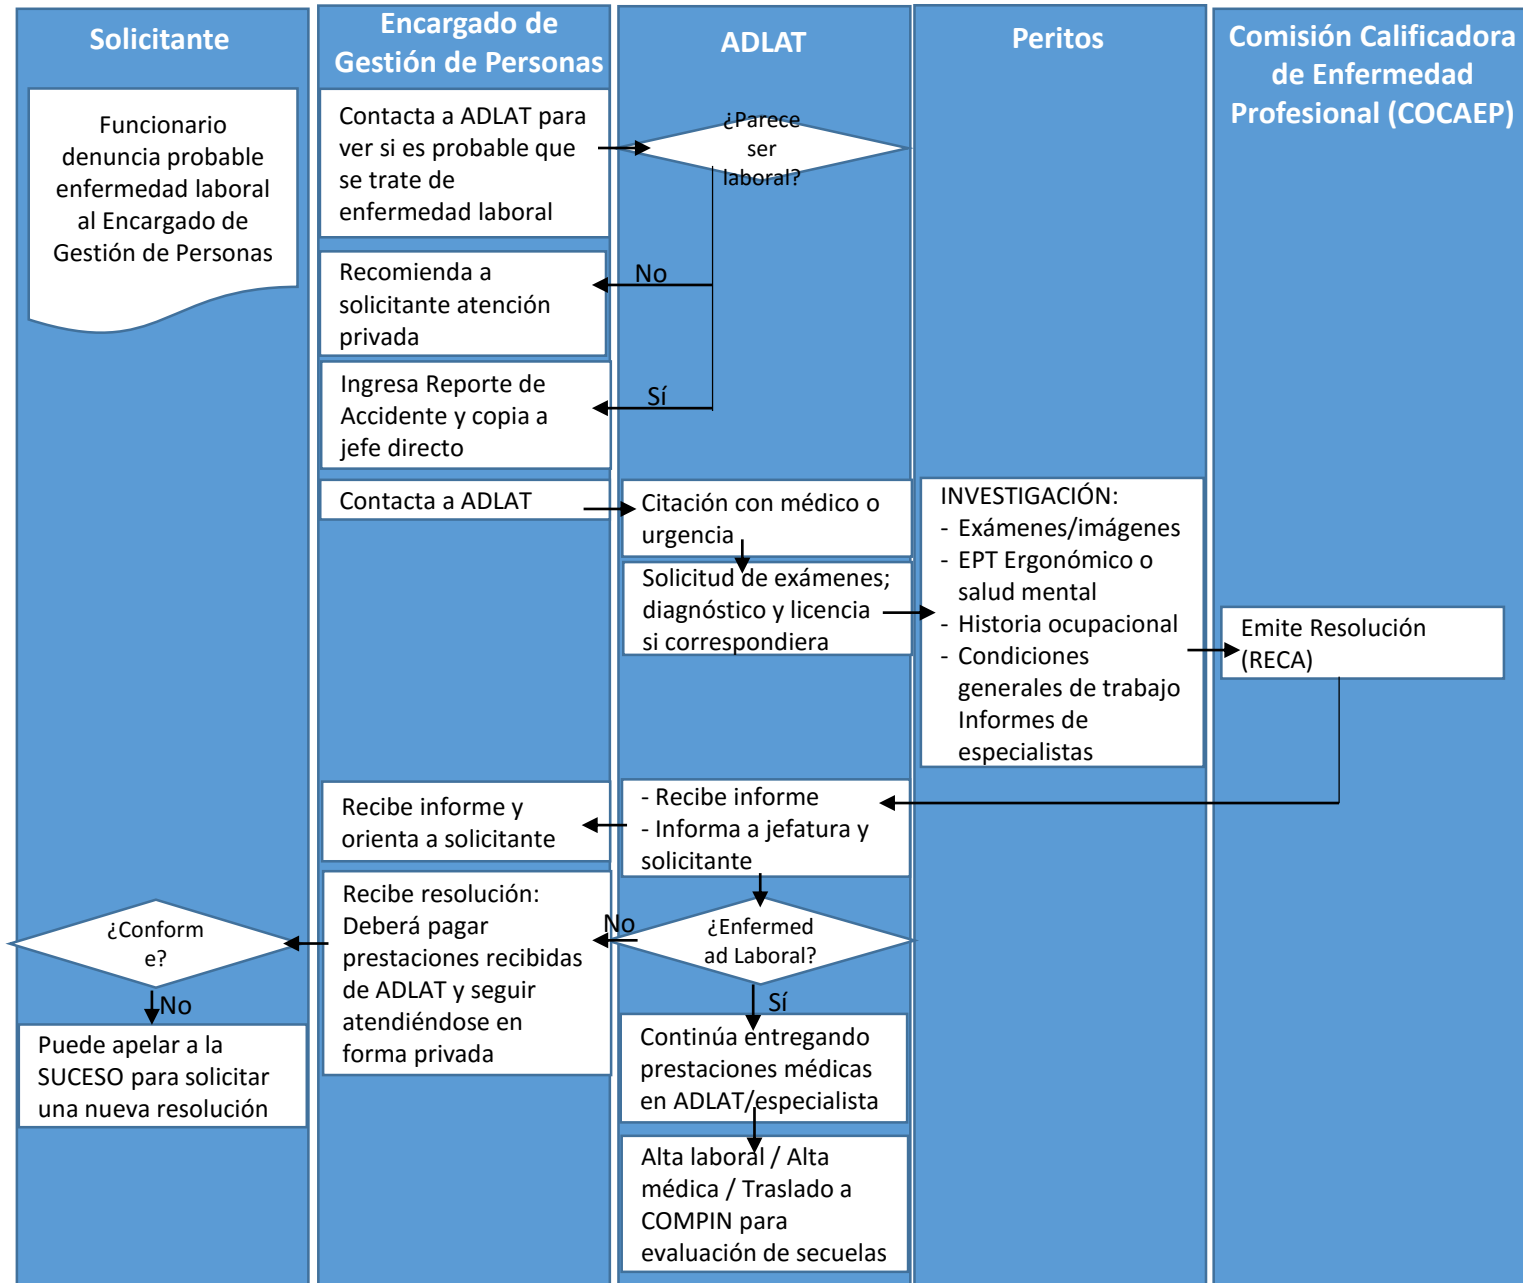 Solicitante
Encargado de
Gestión de Personas
ADLAT
Peritos
Comisión Calificadora
de Enfermedad
Profesional (COCAEP)
Funcionario
denuncia probable
enfermedad laboral
al Encargado de
Gestión de Personas
Contacta a ADLAT para
ver si es probable que
se trate de
enfermedad laboral
¿Parece
ser
laboral?
No
Recomienda a
solicitante atención
privada
Sí
Ingresa Reporte de
Accidente y copia a
jefe directo
Contacta a ADLAT
Citación con médico o
urgencia
Solicitud de exámenes;
diagnóstico y licencia
si correspondiera
INVESTIGACIÓN:
- Exámenes/imágenes
- EPT Ergonómico o
salud mental
- Historia ocupacional
- Condiciones
generales de trabajo
Informes de
especialistas
Emite Resolución
(RECA)
- Recibe informe
- Informa a jefatura y
solicitante
Recibe informe y
orienta a solicitante
¿Enfermed
ad Laboral?
No
Recibe resolución:
Deberá pagar
prestaciones recibidas
de ADLAT y seguir
atendiéndose en
forma privada
¿Conform
e?
No
Puede apelar a la
SUCESO para solicitar
una nueva resolución
Sí
Continúa entregando
prestaciones médicas
en ADLAT/especialista
Alta laboral / Alta
médica / Traslado a
COMPIN para
evaluación de secuelas